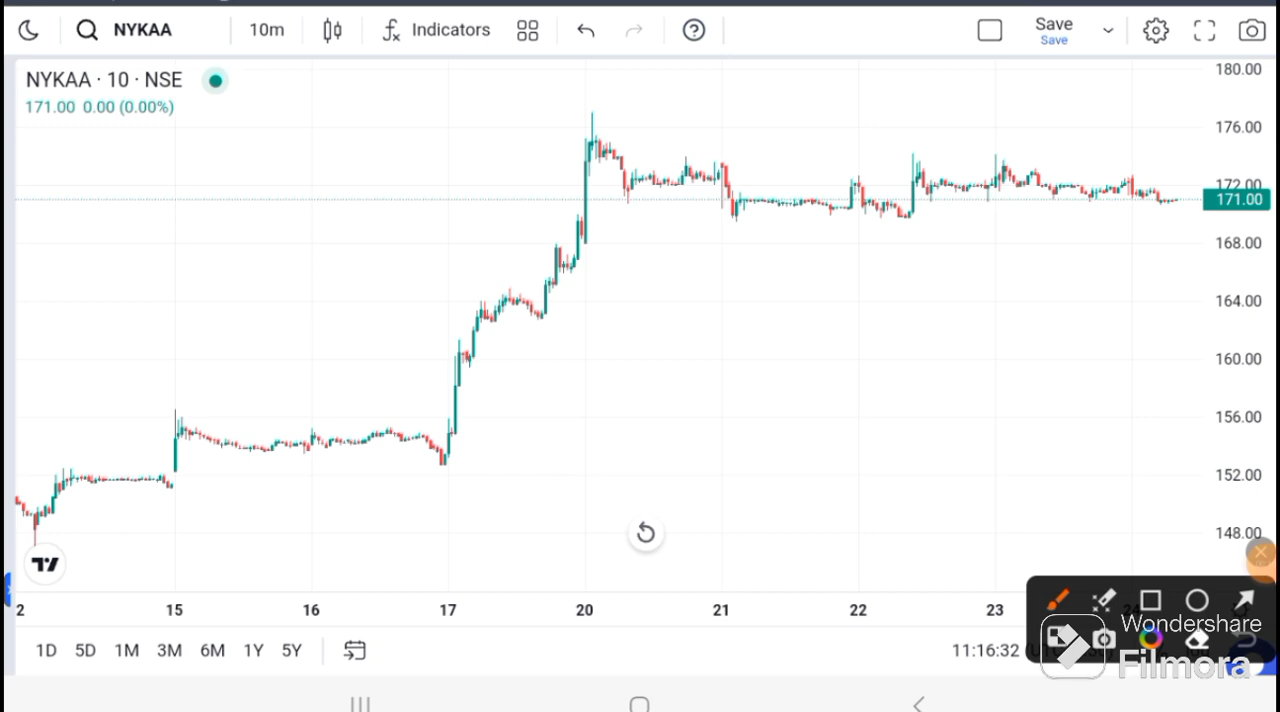 NYKAA 10m Indicators Save
Save
NYKAA · 10 · NSE
171.00 0.00 (0.00%)
180.00
176.00
172.00
171.00
168.00
164.00
160.00
156.00
152.00
148.00
2 15 16 17 20 21 22 23 24
1D 5D 1M 3M 6M 1Y 5Y 11:16:32
Wondershare
Filmora